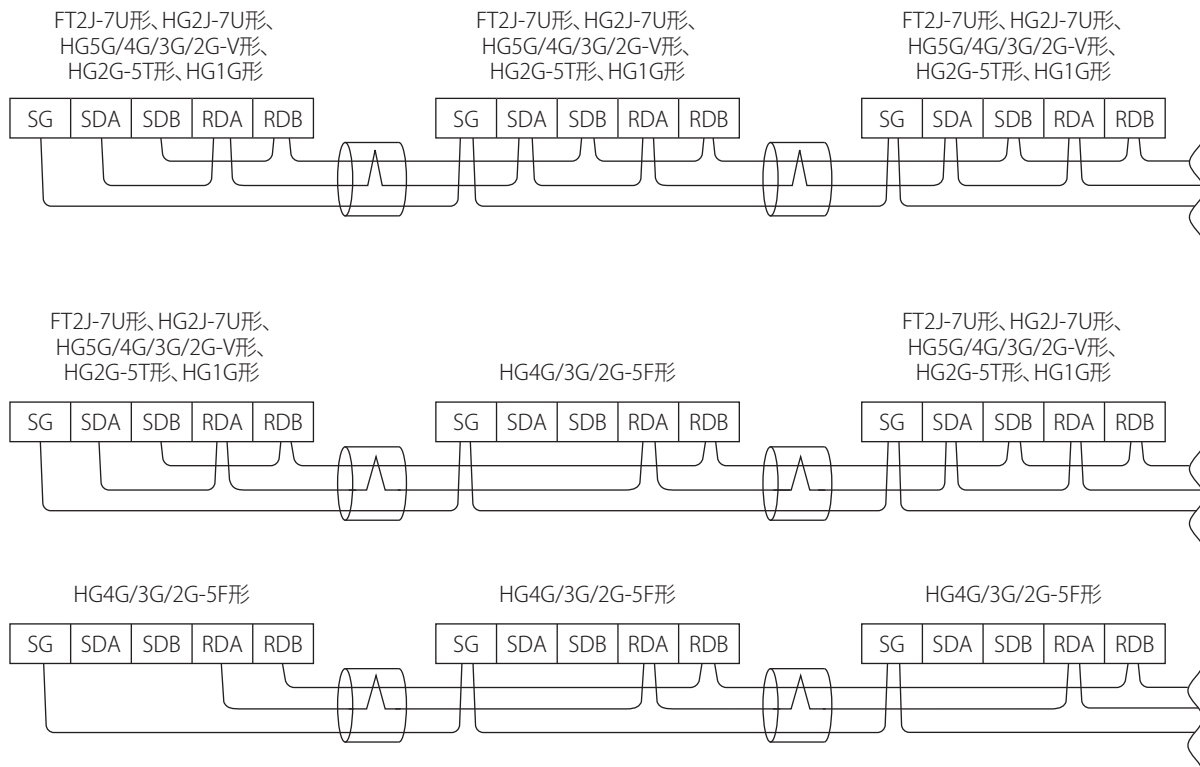 FT2J-7U形、HG2J-7U形、
HG5G/4G/3G/2G-V形、
HG2G-5T形、HG1G形
FT2J-7U形、HG2J-7U形、
HG5G/4G/3G/2G-V形、
HG2G-5T形、HG1G形
FT2J-7U形、HG2J-7U形、
HG5G/4G/3G/2G-V形、
HG2G-5T形、HG1G形
SG SDA SDB RDA RDB
SG SDA SDB RDA RDB
SG SDA SDB RDA RDB
FT2J-7U形、HG2J-7U形、
HG5G/4G/3G/2G-V形、
HG2G-5T形、HG1G形
HG4G/3G/2G-5F形
FT2J-7U形、HG2J-7U形、
HG5G/4G/3G/2G-V形、
HG2G-5T形、HG1G形
SG SDA SDB RDA RDB
SG SDA SDB RDA RDB
SG SDA SDB RDA RDB
HG4G/3G/2G-5F形
HG4G/3G/2G-5F形
HG4G/3G/2G-5F形
SG SDA SDB RDA RDB
SG SDA SDB RDA RDB
SG SDA SDB RDA RDB